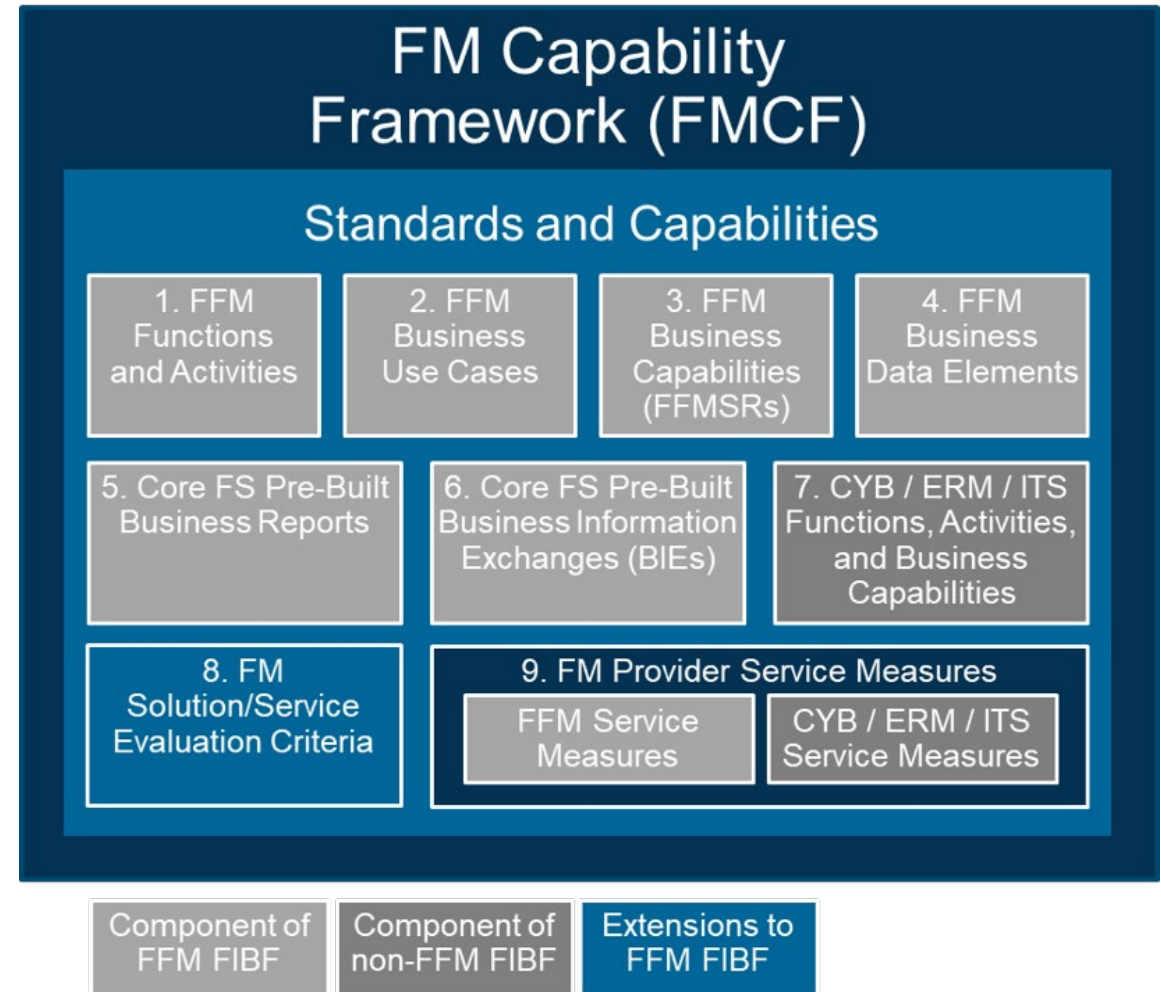 FM Capability
Framework (FMCF)
Standards and Capabilities
1. FFM
Functions
and Activities
2. FFM
Business
Use Cases
3. FFM
Business
Capabilities
(FFMSRs)
4. FFM
Business
Data Elements
5. Core FS Pre-Built
Business Reports
6. Core FS Pre-Built
Business Information
Exchanges (BIEs)
7. CYB / ERM / ITS
Functions, Activities,
and Business
Capabilities
8. FM
Solution/Service
Evaluation Criteria
9. FM Provider Service Measures
FFM Service
Measures
CYB / ERM / ITS
Service Measures
Component of
FFM FIBF
Component of
non-FFM FIBF
Extensions to
FFM FIBF